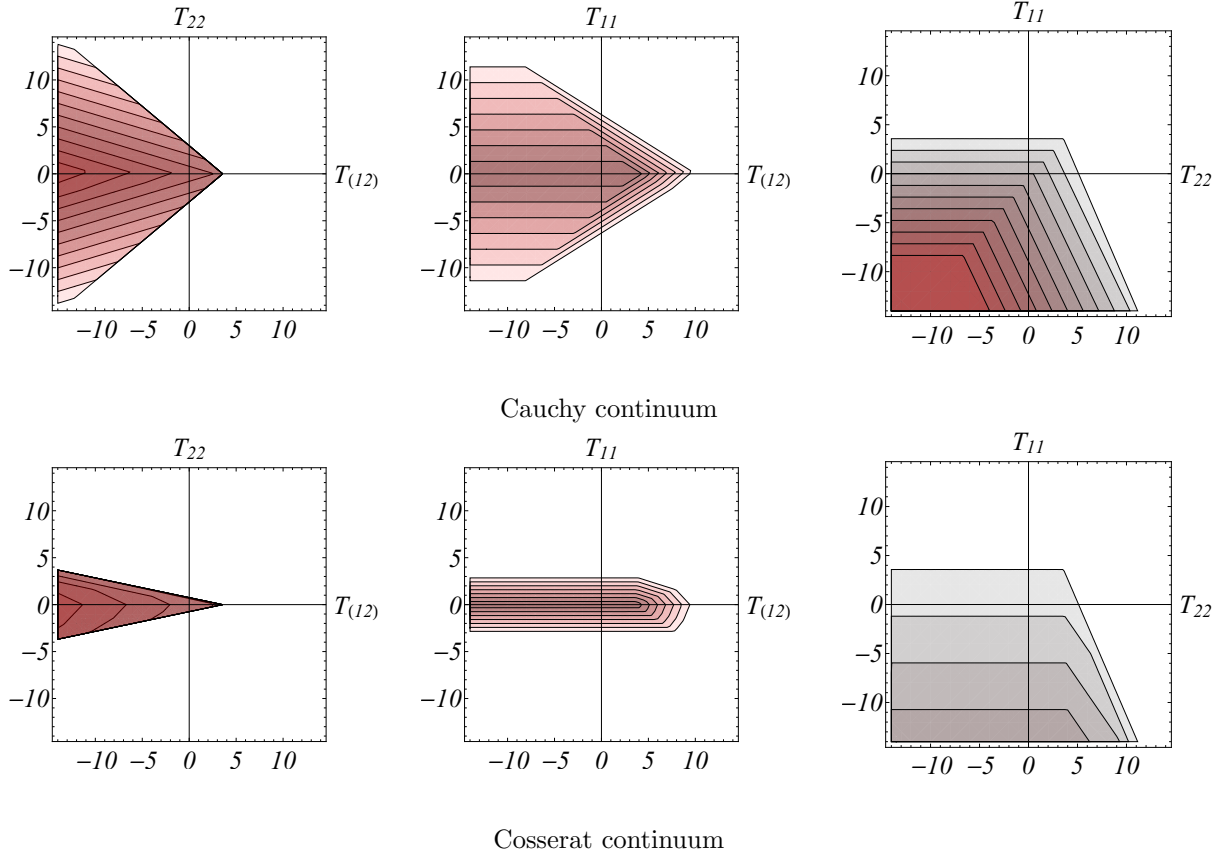 T22 T11 T11
10 5 0 −5 −10 T(12) −10 −5 0 5 10
10 5 0 −5 −10 T(12) −10 −5 0 5 10
10 5 0 −5 −10 T22 −10 −5 0 5 10
Cauchy continuum
T22 T11 T11
10 5 0 −5 −10 T(12) −10 −5 0 5 10
10 5 0 −5 −10 T(12) −10 −5 0 5 10
10 5 0 −5 −10 T22 −10 −5 0 5 10
Cosserat continuum